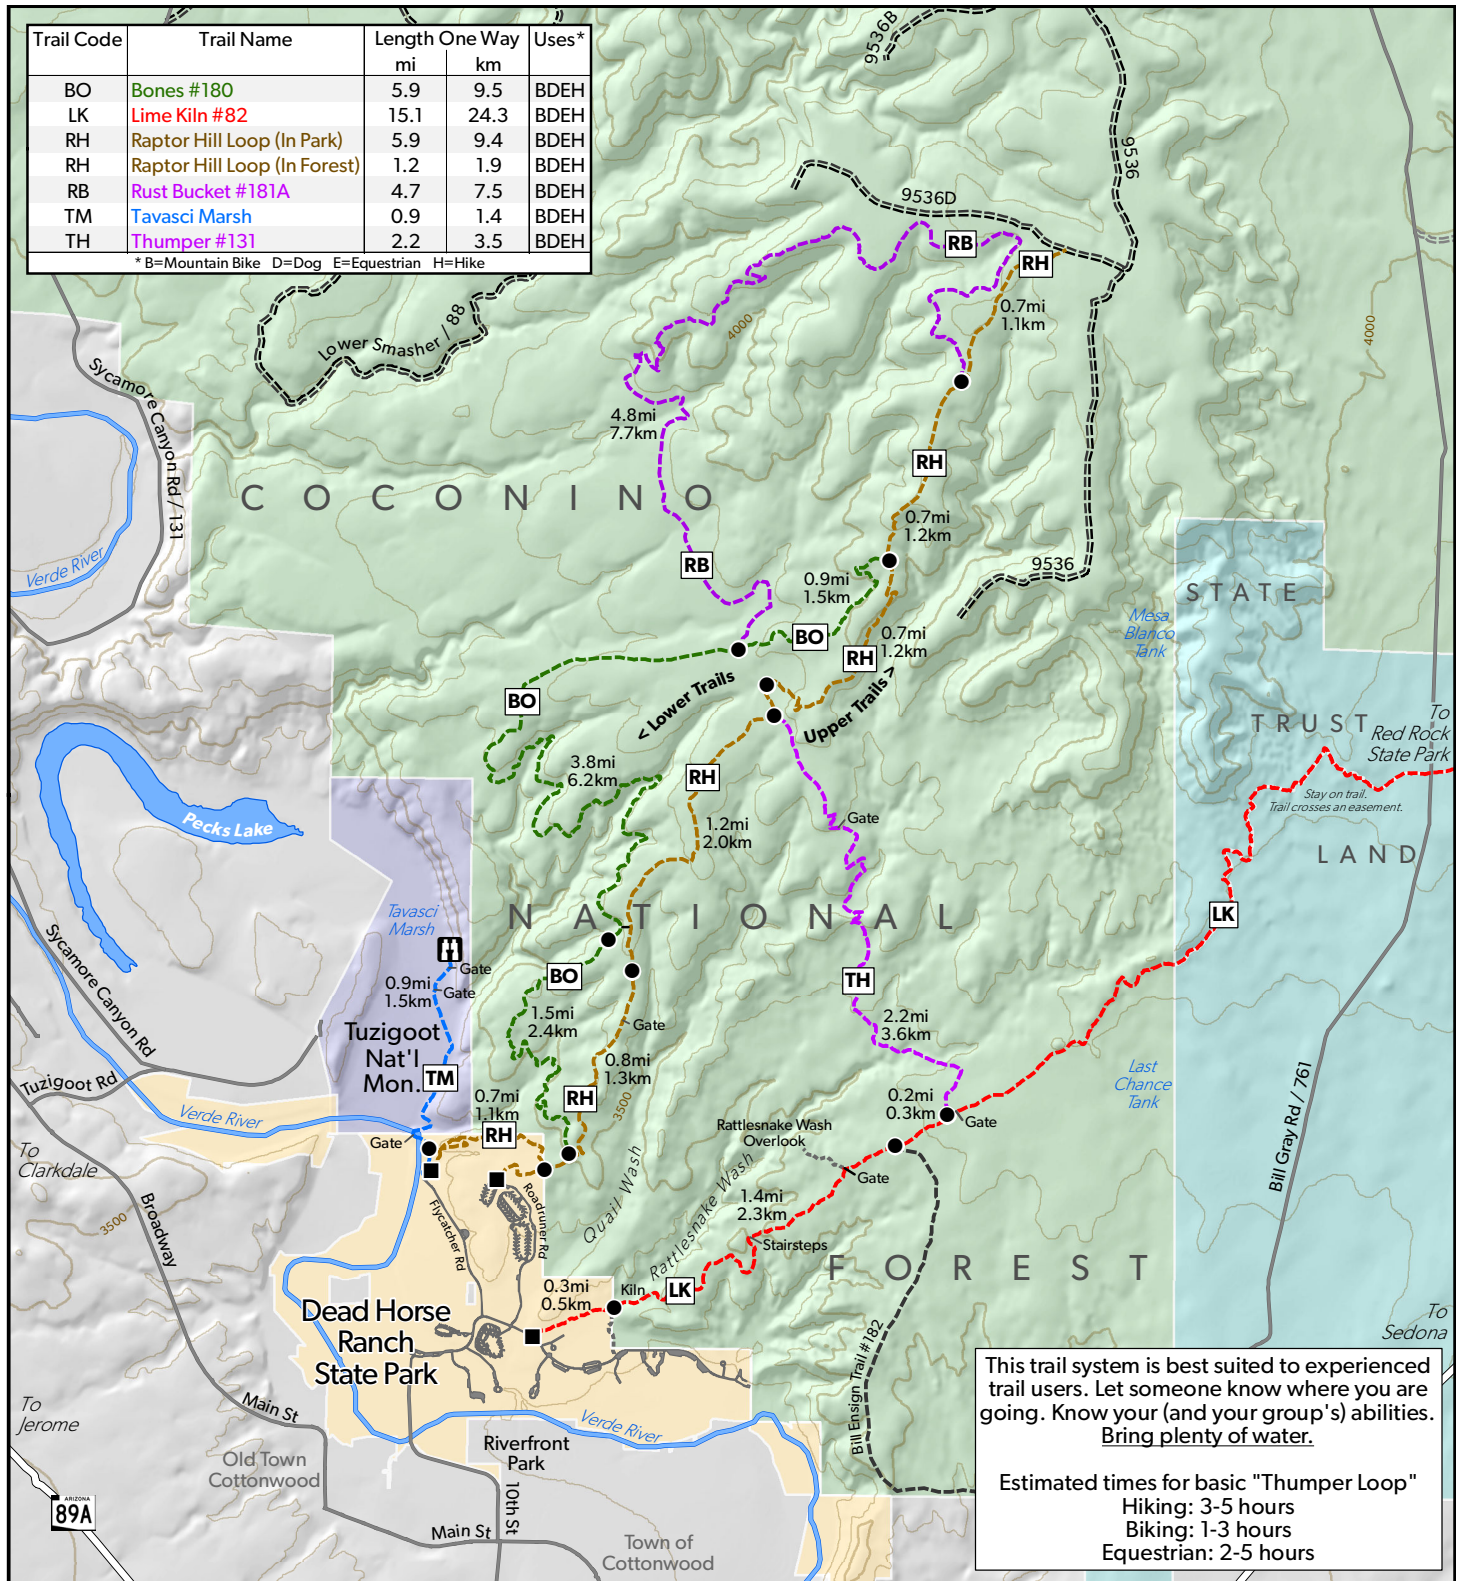 Trail Code Trail Name Length One Way Uses*
mi km
BO Bones #180 5.9 9.5 BDEH
LK Lime Kiln #82 15.1 24.3 BDEH
RH Raptor Hill Loop (In Park) 5.9 9.4 BDEH
RH Raptor Hill Loop (In Forest) 1.2 1.9 BDEH
RB Rust Bucket #181A 4.7 7.5 BDEH
TM Tavasci Marsh 0.9 1.4 BDEH
TH Thumper #131 2.2 3.5 BDEH
* B=Mountain Bike D=Dog E=Equestrian H=Hike
9536B
9536
9536D
RB
RH
0.7mi
1.1km
Lower Smasher / 88
4000
4000
Sycamore Canyon Rd / 131
4.8mi
7.7km
RH
COCONINO
0.7mi
1.2km
Verde River
RB
0.9mi
1.5km
9536
STATE
Mesa
Blanco
Tank
BO
0.7mi
1.2km
RH
< Lower Trails
Upper Trails >
BO
TRUST
To
Red Rock
State Park
3.8mi
6.2km
RH
Stay on trail.
Trail crosses an easement.
Pecks Lake
1.2mi
2.0km
Gate
LAND
Tavasci
Marsh
NATIONAL
LK
Sycamore Canyon Rd
Gate
0.9mi
1.5km
Gate
BO
TH
1.5mi
2.4km
Gate
2.2mi
3.6km
Tuzigoot
Nat'l
Mon.
TM
0.8mi
1.3km
Tuzigoot Rd
Last
Chance
Tank
0.7mi
1.1km
RH
3500
0.2mi
0.3km
Gate
Verde River
Rattlesnake Wash
Overlook
RH
Gate
To
Clarkdale
Gate
Bill Gray Rd / 761
Broadway
3500
Flycatcher Rd
Roadruner Rd
Quail Wash
Rattlesnake Wash
1.4mi
2.3km
Stairsteps
FOREST
0.3mi
0.5km
Kiln
LK
Dead Horse
Ranch
State Park
To
Sedona
Bill Ensign Trail #182
To
Jerome
Main St
Verde River
Riverfront
Park
Old Town
Cottonwood
10th St
ARIZONA
89A
Main St
Town of
Cottonwood
This trail system is best suited to experienced
trail users. Let someone know where you are
going. Know your (and your group's) abilities.
Bring plenty of water.
Estimated times for basic "Thumper Loop"
Hiking: 3-5 hours
Biking: 1-3 hours
Equestrian: 2-5 hours